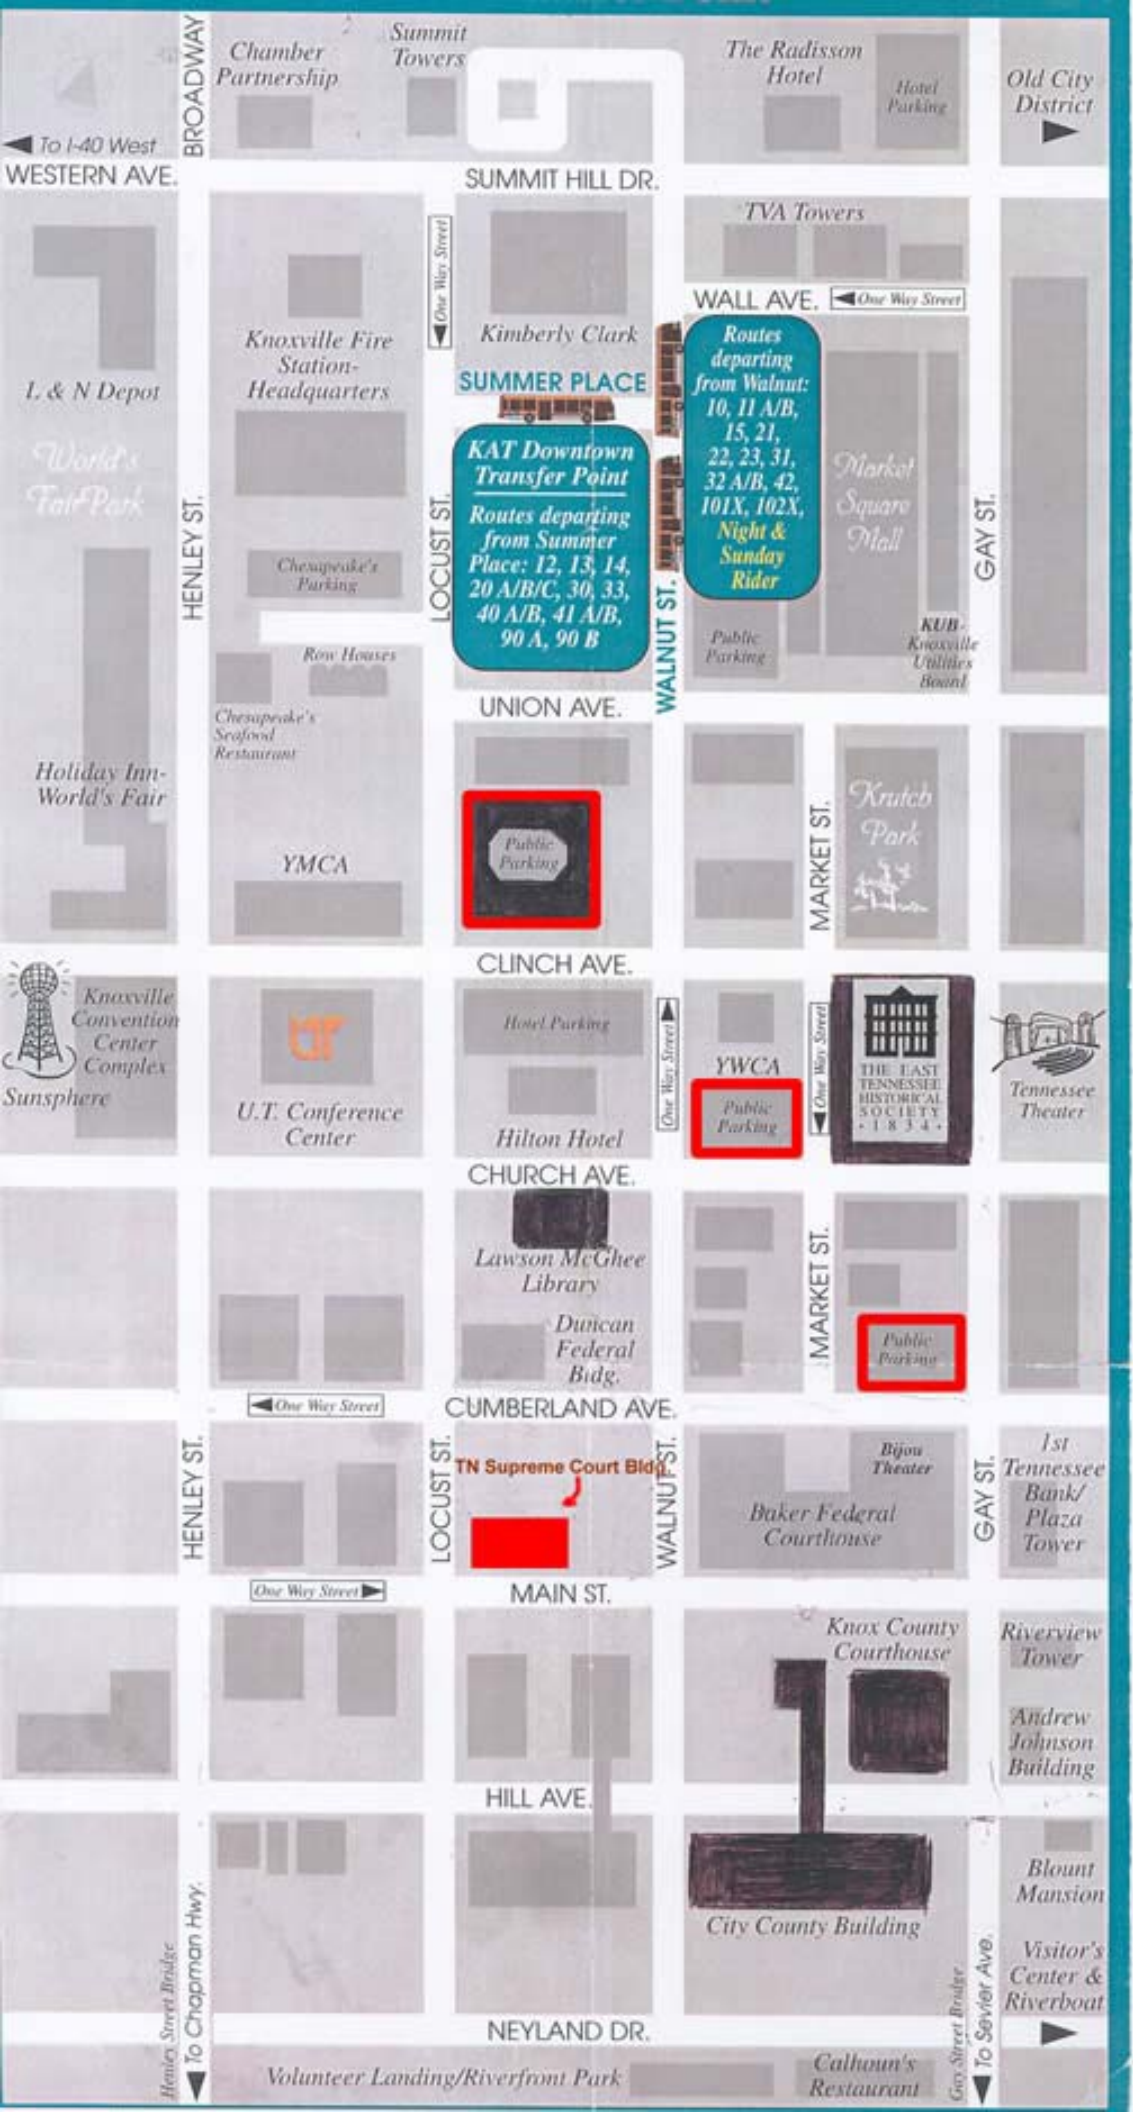 BROADWAY
Chamber
Partnership
Summit
Towers
The Radisson
Hotel
Hotel
Parking
Old City
District
To I-40 West
WESTERN AVE.
SUMMIT HILL DR.
One Way Street
TVA Towers
WALL AVE.
One Way Street
Knoxville Fire
Station-
Headquarters
Kimberly Clark
L & N Depot
SUMMER PLACE
Routes
departing
from Walnut:
10, 11 A/B,
15, 21,
22, 23, 31,
32 A/B, 42,
101X, 102X,
Night &
Sunday
Rider
KAT Downtown
Transfer Point
Routes departing
from Summer
Place: 12, 13, 14,
20 A/B/C, 30, 33,
40 A/B, 41 A/B,
90 A, 90 B
World's
Fair Park
Market
Square
Mall
HENLEY ST.
LOCUST ST.
WALNUT ST.
GAY ST.
Chesapeake's
Parking
Public
Parking
KUB-
Knoxville
Utilities
Board
Row Houses
Chesapeake's
Seafood
Restaurant
UNION AVE.
Holiday Inn-
World's Fair
YMCA
Public
Parking
MARKET ST.
Krutch
Park
CLINCH AVE.
Knoxville
Convention
Center
Complex
Sunsphere
UT
U.T. Conference
Center
Hotel Parking
Hilton Hotel
One Way Street
YWCA
Public
Parking
One Way Street
THE EAST
TENNESSEE
HISTORICAL
SOCIETY
• 1834 •
Tennessee
Theater
CHURCH AVE.
Lawson McGhee
Library
Duncan
Federal
Bldg.
MARKET ST.
Public
Parking
One Way Street
CUMBERLAND AVE.
HENLEY ST.
LOCUST ST.
TN Supreme Court Bldg
WALNUT ST.
Bijou
Theater
Baker Federal
Courthouse
GAY ST.
1st
Tennessee
Bank/
Plaza
Tower
One Way Street
MAIN ST.
Knox County
Courthouse
Riverview
Tower
Andrew
Johnson
Building
HILL AVE.
City County Building
Blount
Mansion
Visitor's
Center &
Riverboat
Henley Street Bridge
To Chapman Hwy.
NEYLAND DR.
Gay Street Bridge
To Sevier Ave.
Volunteer Landing/Riverfront Park
Calhoun's
Restaurant